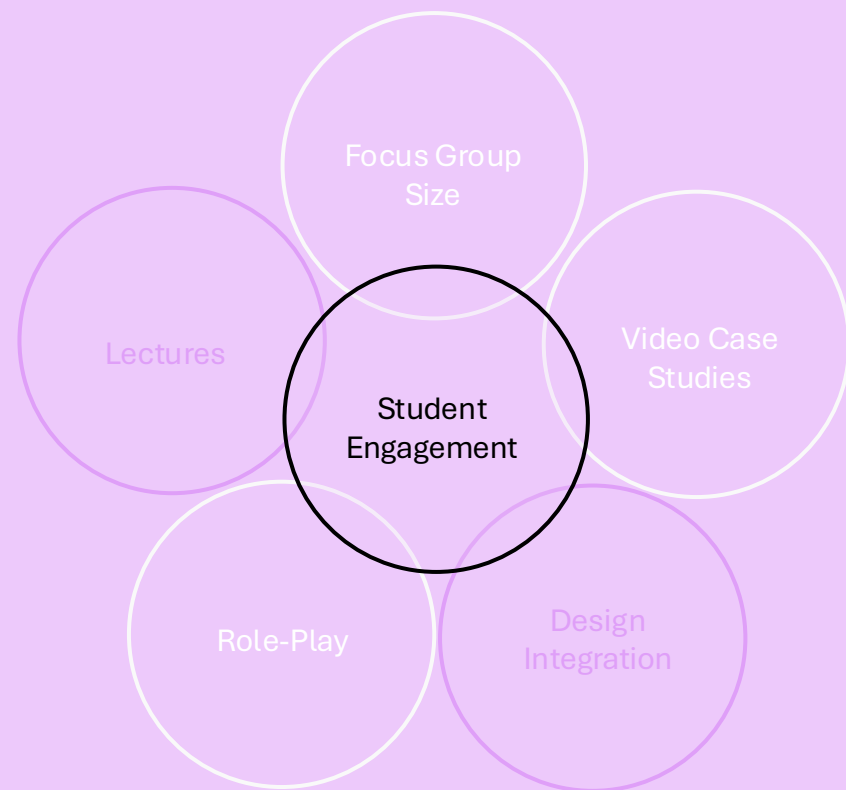 Focus Group
Size
Lectures
Video Case
Studies
Student
Engagement
Role-Play
Design
Integration